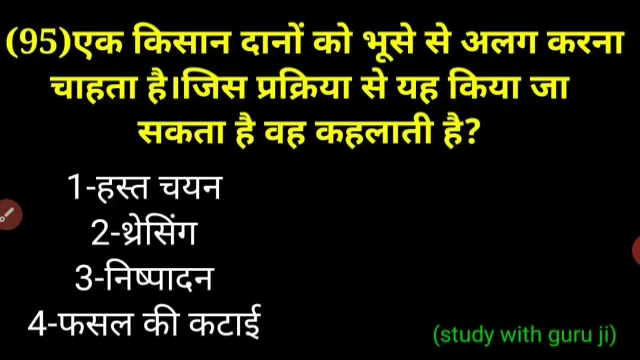 (95)एक किसान दानों को भूसे से अलग करना
चाहता है।जिस प्रक्रिया से यह किया जा
सकता है वह कहलाती है?
1-हस्त चयन
2-थ्रेसिंग
3-निष्पादन
4-फसल की कटाई
(study with guru ji)